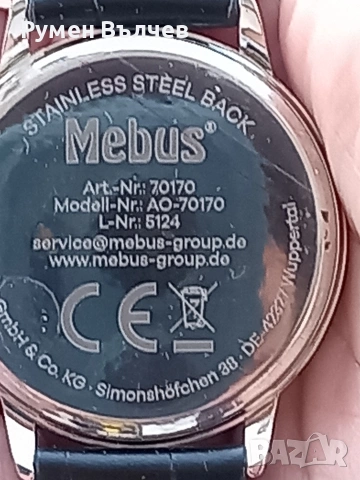 Румен Вълчев
STAINLESS STEEL BACK
Mebus®
Art.-Nr.: 70170
Modell-Nr: AO-70170
L-Nr: 5124
service@mebus-group.de
www.mebus-group.de
CE
GmbH & Co. KG · Simonshöfchen 38 · DE-42327 Wuppertal
BAZAR